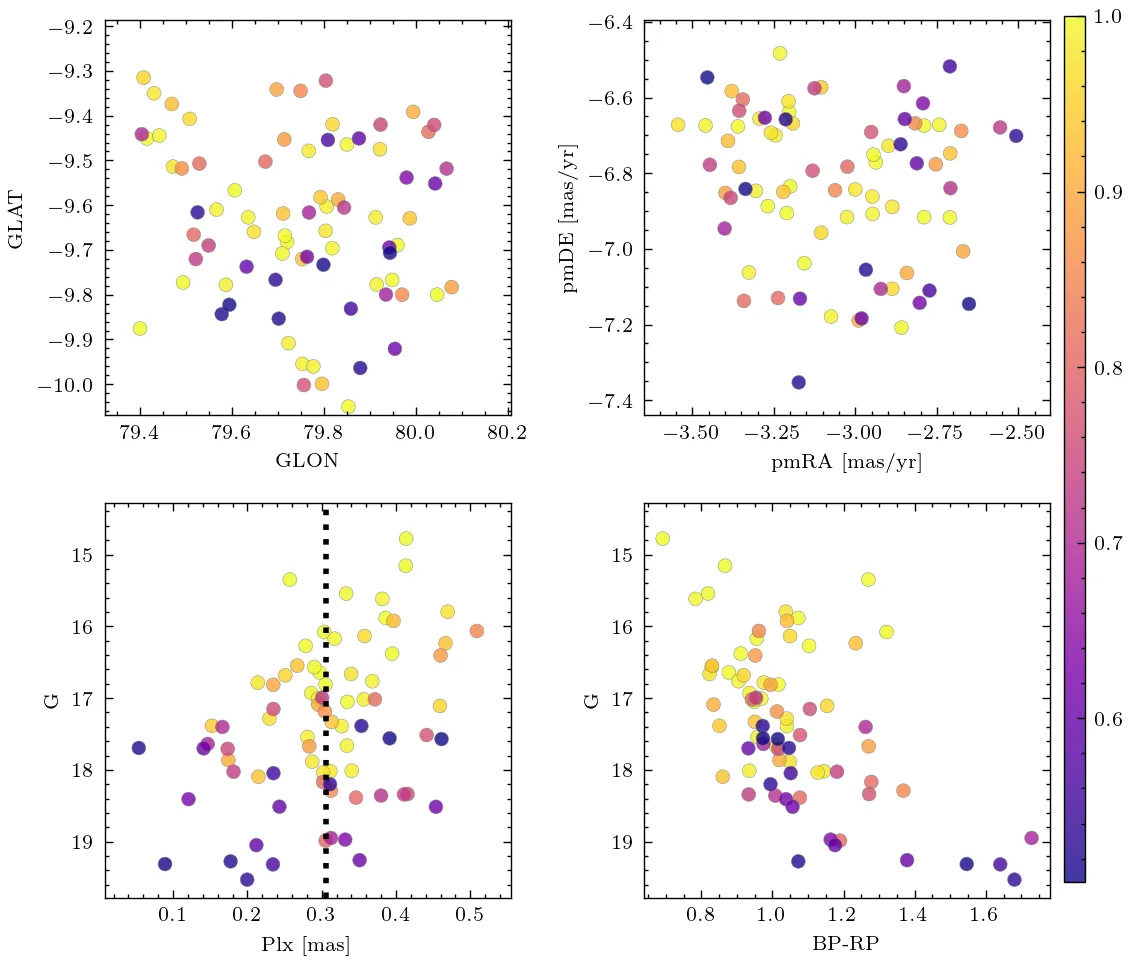 −9.2
−9.3
−9.4
−9.5
−9.6
−9.7
−9.8
−9.9
−10.0
GLAT
79.4 79.6 79.8 80.0 80.2
GLON
−6.4
−6.6
−6.8
−7.0
−7.2
−7.4
pmDE [mas/yr]
−3.50 −3.25 −3.00 −2.75 −2.50
pmRA [mas/yr]
15
16
17
18
19
G
0.1 0.2 0.3 0.4 0.5
Plx [mas]
15
16
17
18
19
G
0.8 1.0 1.2 1.4 1.6
BP-RP
1.0
0.9
0.8
0.7
0.6